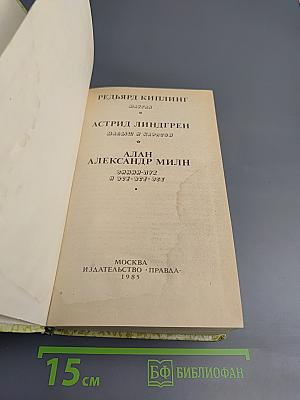 РЕДЬЯРД КИПЛИНГ
МАУГЛИ
АСТРИД ЛИНДГРЕН
МАЛЫШ И КАРЛСОН
АЛАН
АЛЕКСАНДР МИЛН
ВИННИ-ПУХ
И ВСЕ-ВСЕ-ВСЕ
МОСКВА
ИЗДАТЕЛЬСТВО «ПРАВДА»
1985
15 СМ
БФ БИБЛИОФАН